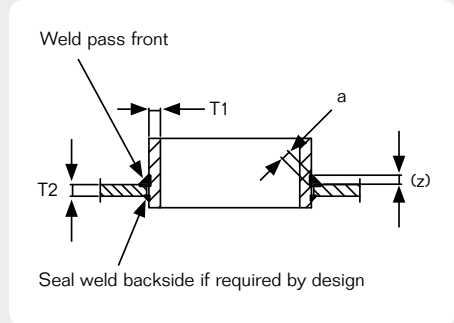 Weld pass front
T1
a
T2
(z)
Seal weld backside if required by design